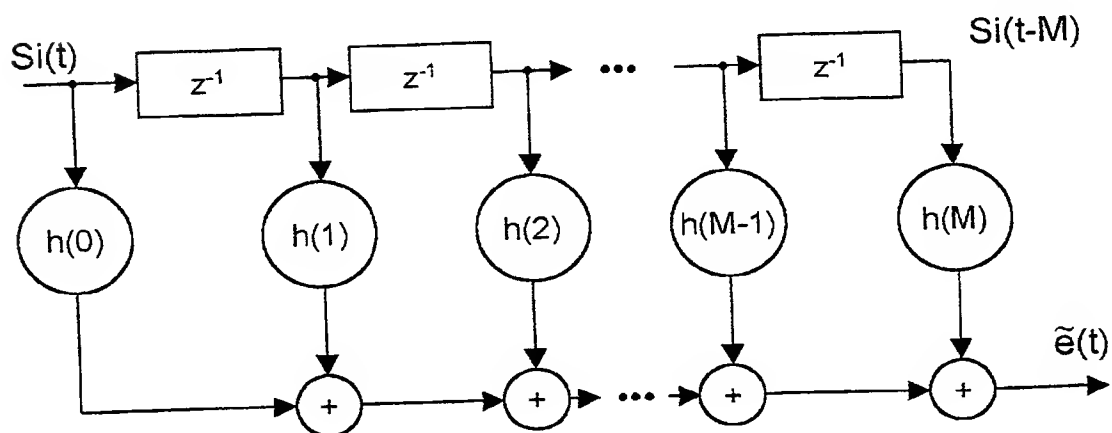 Si(t)
Si(t-M)
z⁻¹
z⁻¹
•••
z⁻¹
h(0)
h(1)
h(2)
h(M-1)
h(M)
ẽ(t)
+
+
•••
+
+